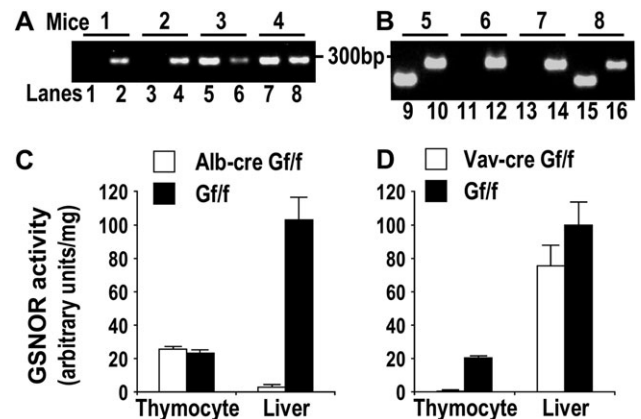 A Mice 1 2 3 4
300bp
Lanes 1 2 3 4 5 6 7 8
B 5 6 7 8
9 10 11 12 13 14 15 16
C
Alb-cre Gf/f
Gf/f
GSNOR activity
(arbitrary units/mg)
120
100
80
60
40
20
0
Thymocyte Liver
D
Vav-cre Gf/f
Gf/f
120
100
80
60
40
20
0
Thymocyte Liver